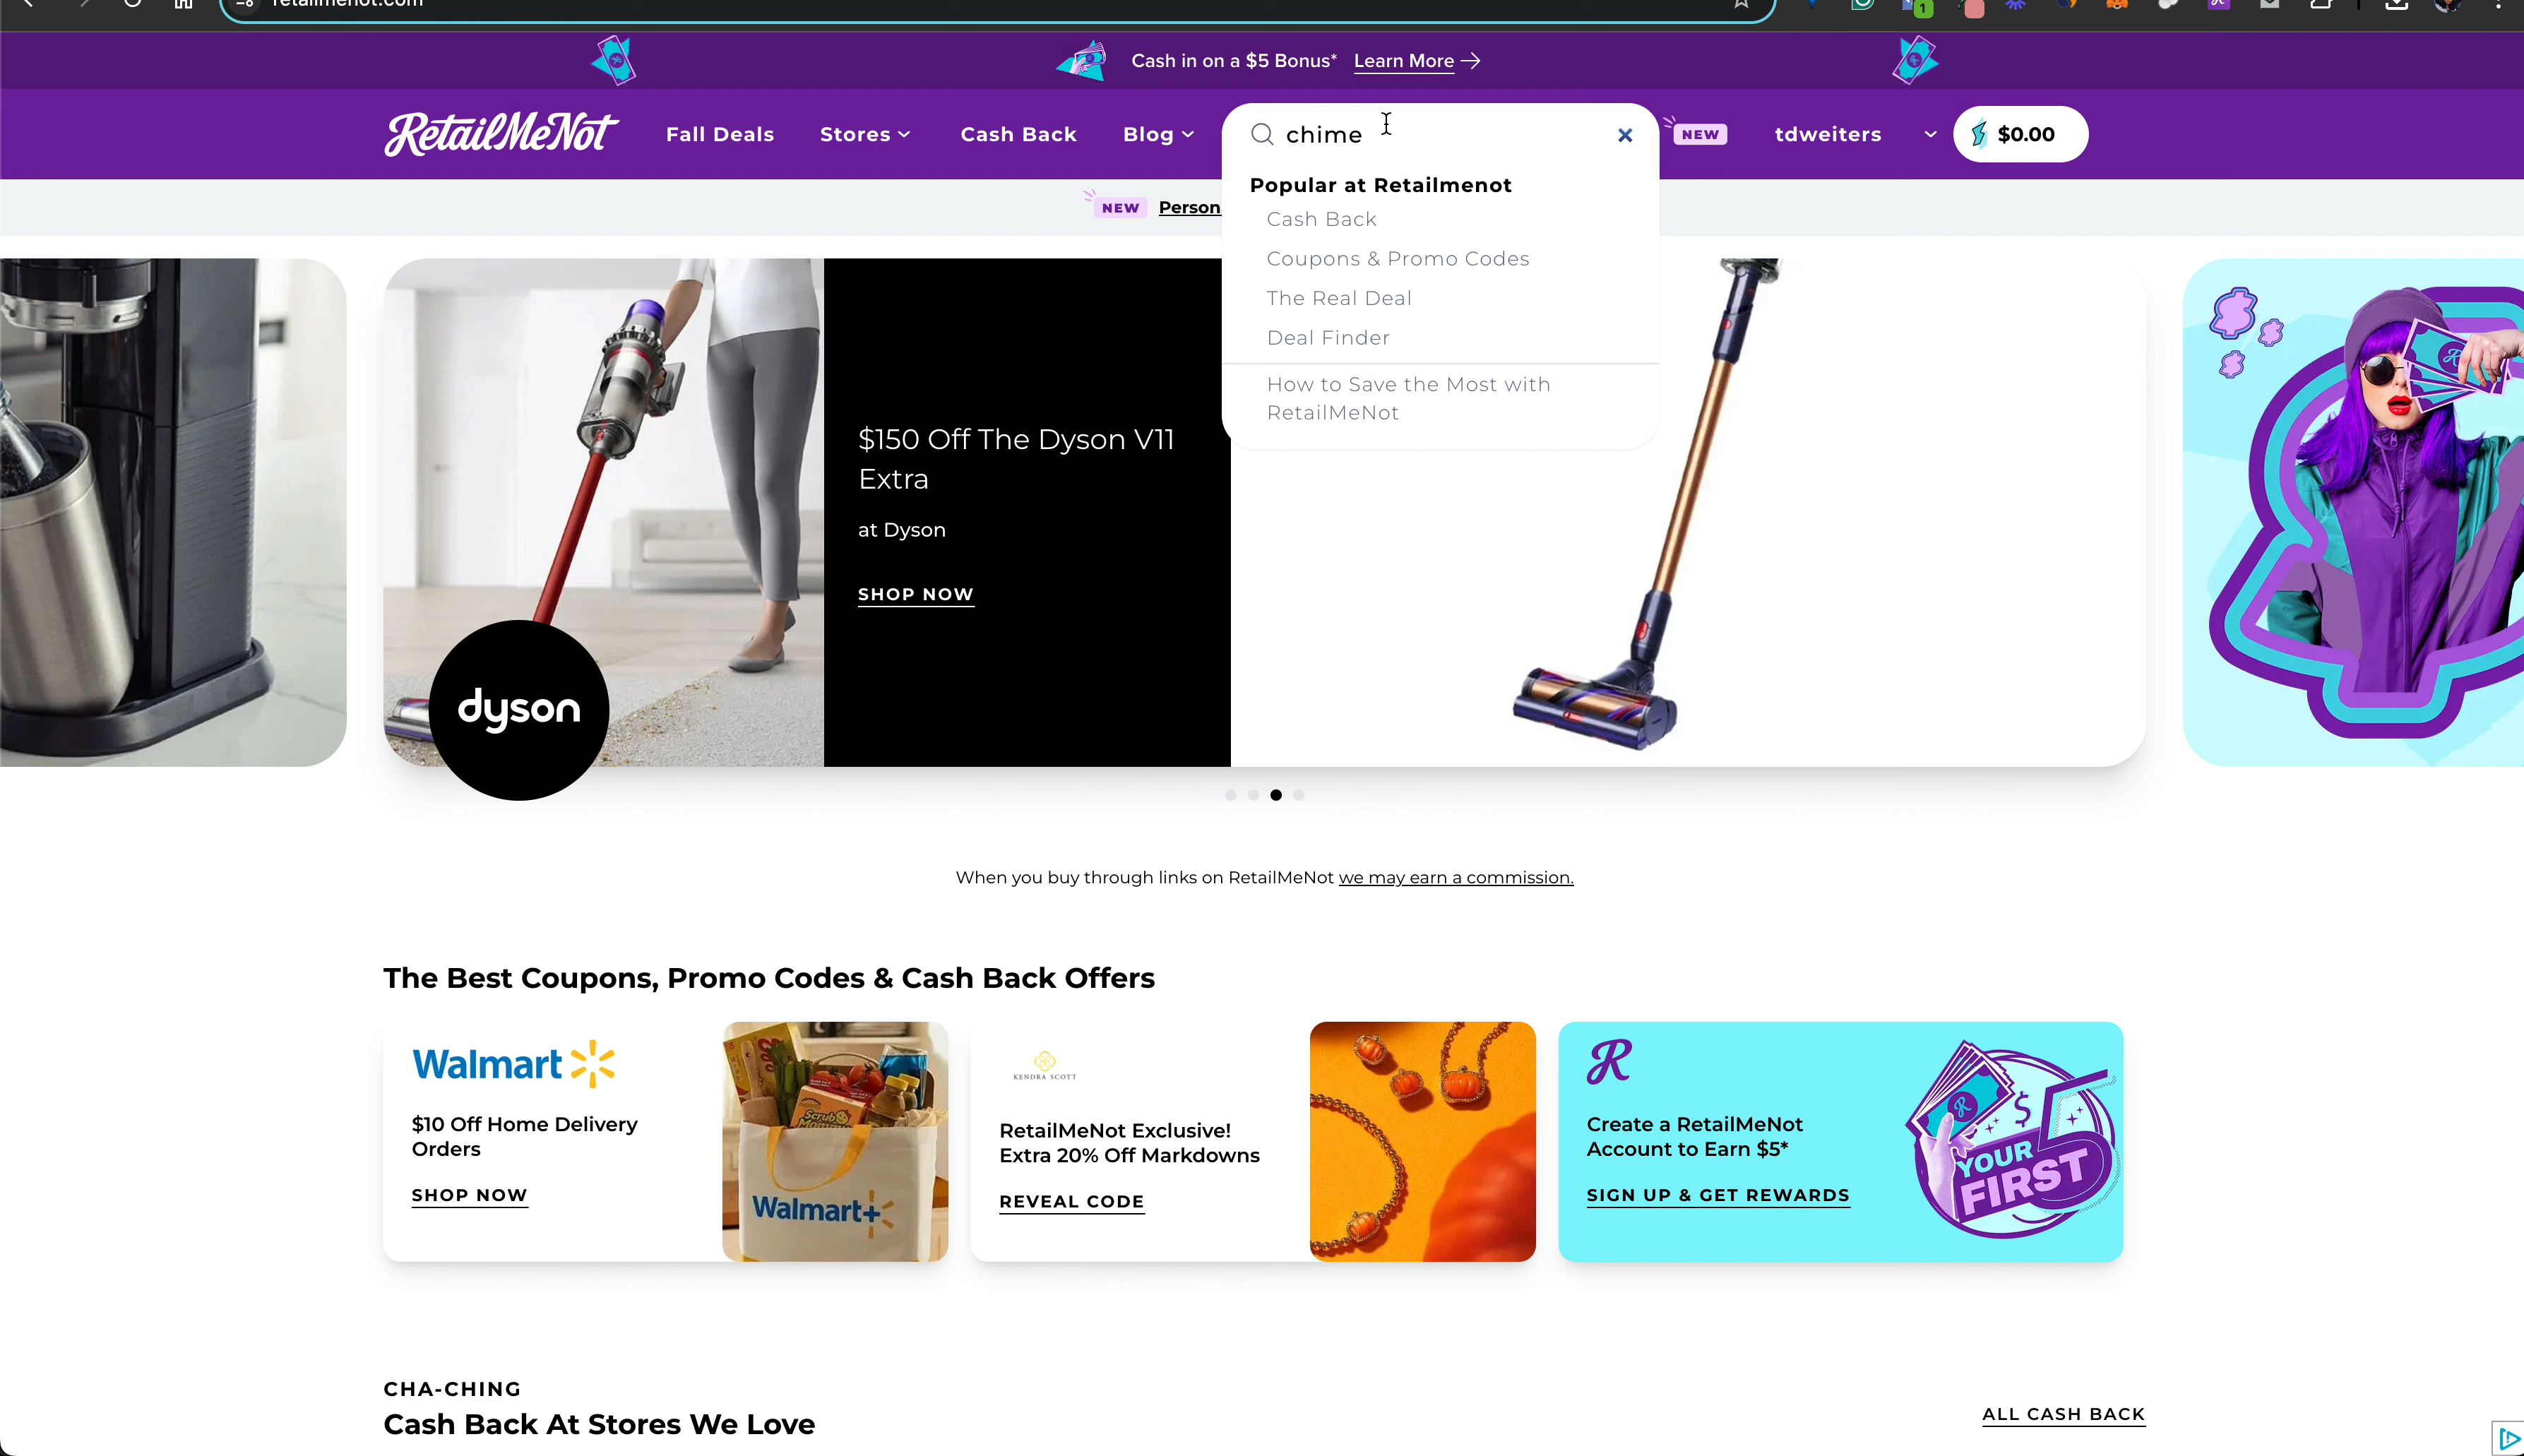 retailmenot.com
1
Cash in on a $5 Bonus* Learn More
RetailMeNot
Fall Deals
Stores
Cash Back
Blog
chime
NEW
tdweiters
$0.00
Popular at Retailmenot
Cash Back
Coupons & Promo Codes
The Real Deal
Deal Finder
How to Save the Most with
RetailMeNot
NEW
$150 Off The Dyson V11
Extra
at Dyson
SHOP NOW
dyson
When you buy through links on RetailMeNot we may earn a commission.
The Best Coupons, Promo Codes & Cash Back Offers
Walmart
$10 Off Home Delivery
Orders
SHOP NOW
Walmart+
KENDRA SCOTT
RetailMeNot Exclusive!
Extra 20% Off Markdowns
REVEAL CODE
R
Create a RetailMeNot
Account to Earn $5*
SIGN UP & GET REWARDS
YOUR
FIRST
5
CHA-CHING
Cash Back At Stores We Love
ALL CASH BACK